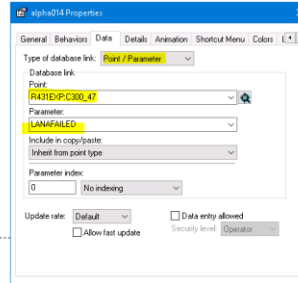 alpha014 Properties
General Behaviors Data Details Animation Shortcut Menu Colors
Type of database link: Point / Parameter
Database link
Point:
R431EXP:C300_47
Parameter:
LANAFAILED
Include in copy/paste:
Inherit from point type
Parameter index:
0 No indexing
Update rate: Default Data entry allowed
Allow fast update Security level: Operator